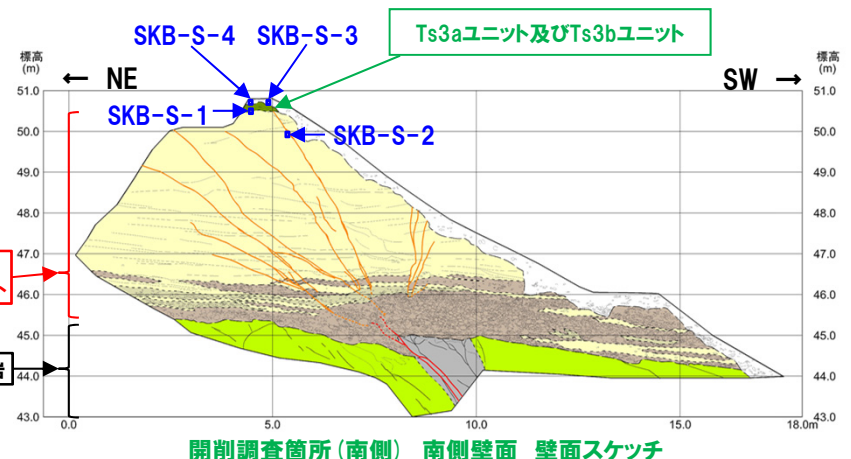 SKB-S-4 SKB-S-3
Ts3aユニット及びTs3bユニット
標高
(m)
← NE
SW →
標高
(m)
SKB-S-1
SKB-S-2
51.0
50.0
49.0
48.0
47.0
46.0
45.0
44.0
43.0
51.0
50.0
49.0
48.0
47.0
46.0
45.0
44.0
43.0
0.0 5.0 10.0 15.0 18.0m
開削調査箇所(南側) 南側壁面 壁面スケッチ